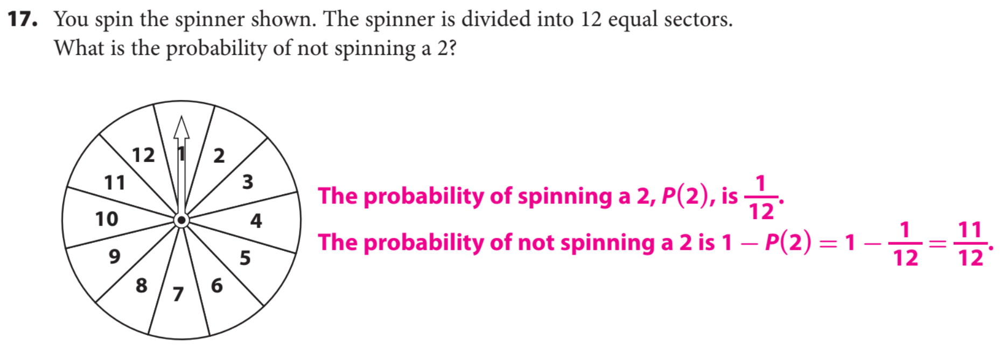 17. You spin the spinner shown. The spinner is divided into 12 equal sectors.
What is the probability of not spinning a 2?
12 1 2
11 3
10 4
9 5
8 7 6
The probability of spinning a 2, P(2), is 1/12.
The probability of not spinning a 2 is 1 − P(2) = 1 − 1/12 = 11/12.